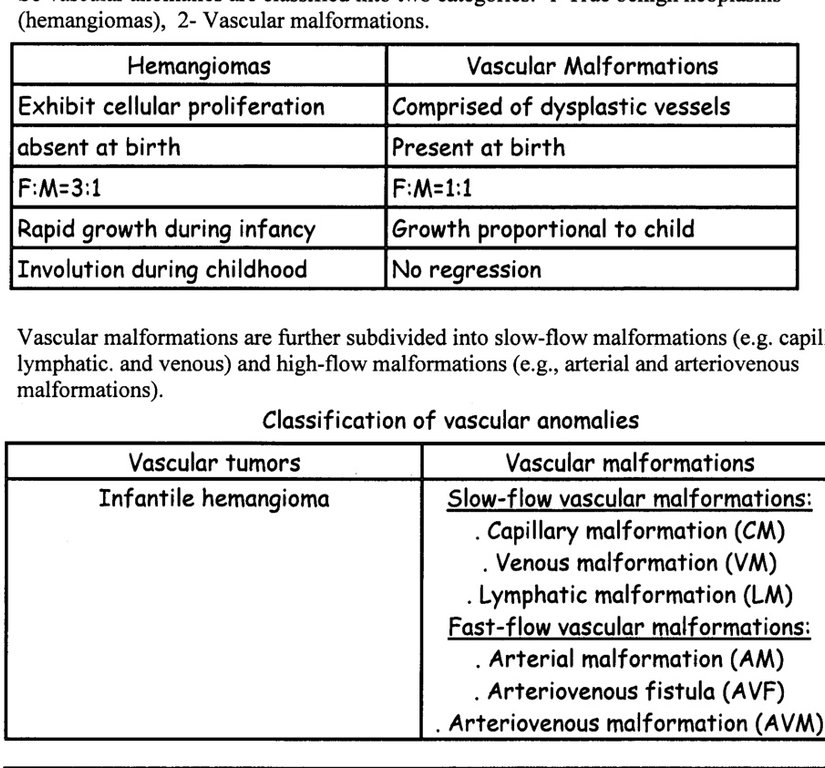 (hemangiomas), 2- Vascular malformations.
Hemangiomas Vascular Malformations
Exhibit cellular proliferation Comprised of dysplastic vessels
absent at birth Present at birth
F:M=3:1 F:M=1:1
Rapid growth during infancy Growth proportional to child
Involution during childhood No regression
Vascular malformations are further subdivided into slow-flow malformations (e.g.
lymphatic. and venous) and high-flow malformations (e.g., arterial and arteriovenous
malformations).
Classification of vascular anomalies
Vascular tumors Vascular malformations
Infantile hemangioma Slow-flow vascular malformations:
. Capillary malformation (CM)
. Venous malformation (VM)
. Lymphatic malformation (LM)
Fast-flow vascular malformations:
. Arterial malformation (AM)
. Arteriovenous fistula (AVF)
. Arteriovenous malformation (AVM)